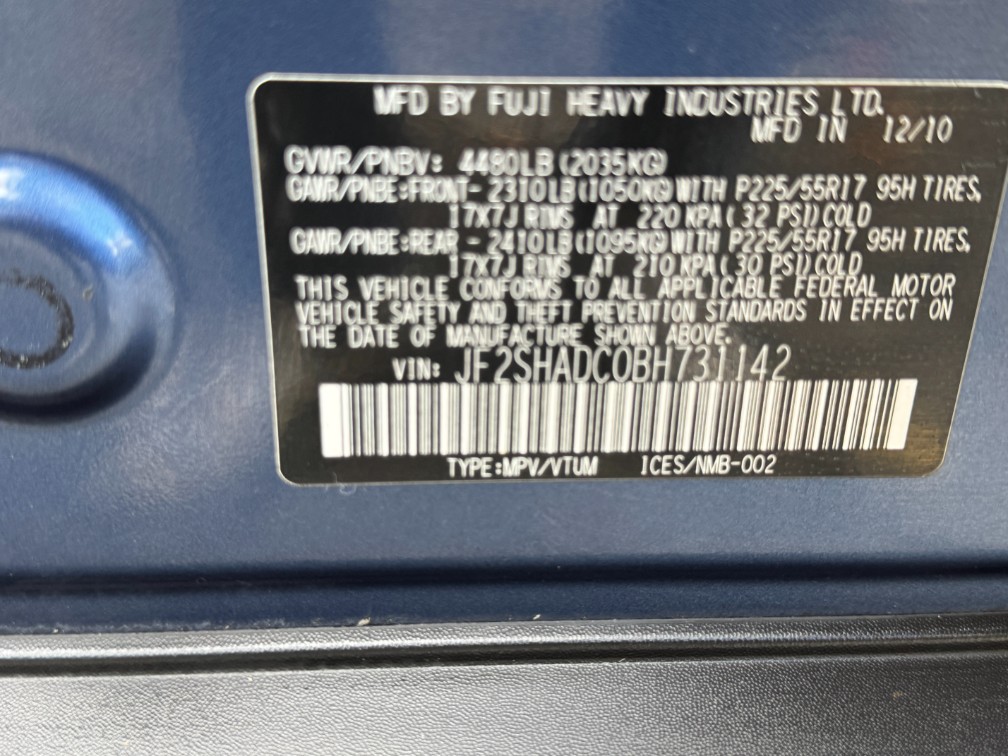 MFD BY FUJI HEAVY INDUSTRIES LTD.
MFD IN 12/10
GVWR/PNBV: 4480LB(2035KG)
GAWR/PNBE:FRONT-2310LB(1050KG)WITH P225/55R17 95H TIRES,
17X7J RIMS AT 220 KPA(32 PSI)COLD
GAWR/PNBE:REAR -2410LB(1095KG)WITH P225/55R17 95H TIRES,
17X7J RIMS AT 210 KPA(30 PSI)COLD
THIS VEHICLE CONFORMS TO ALL APPLICABLE FEDERAL MOTOR
VEHICLE SAFETY AND THEFT PREVENTION STANDARDS IN EFFECT ON
THE DATE OF MANUFACTURE SHOWN ABOVE.
VIN: JF2SHADC0BH731142
TYPE:MPV/VTUM ICES/NMB-002